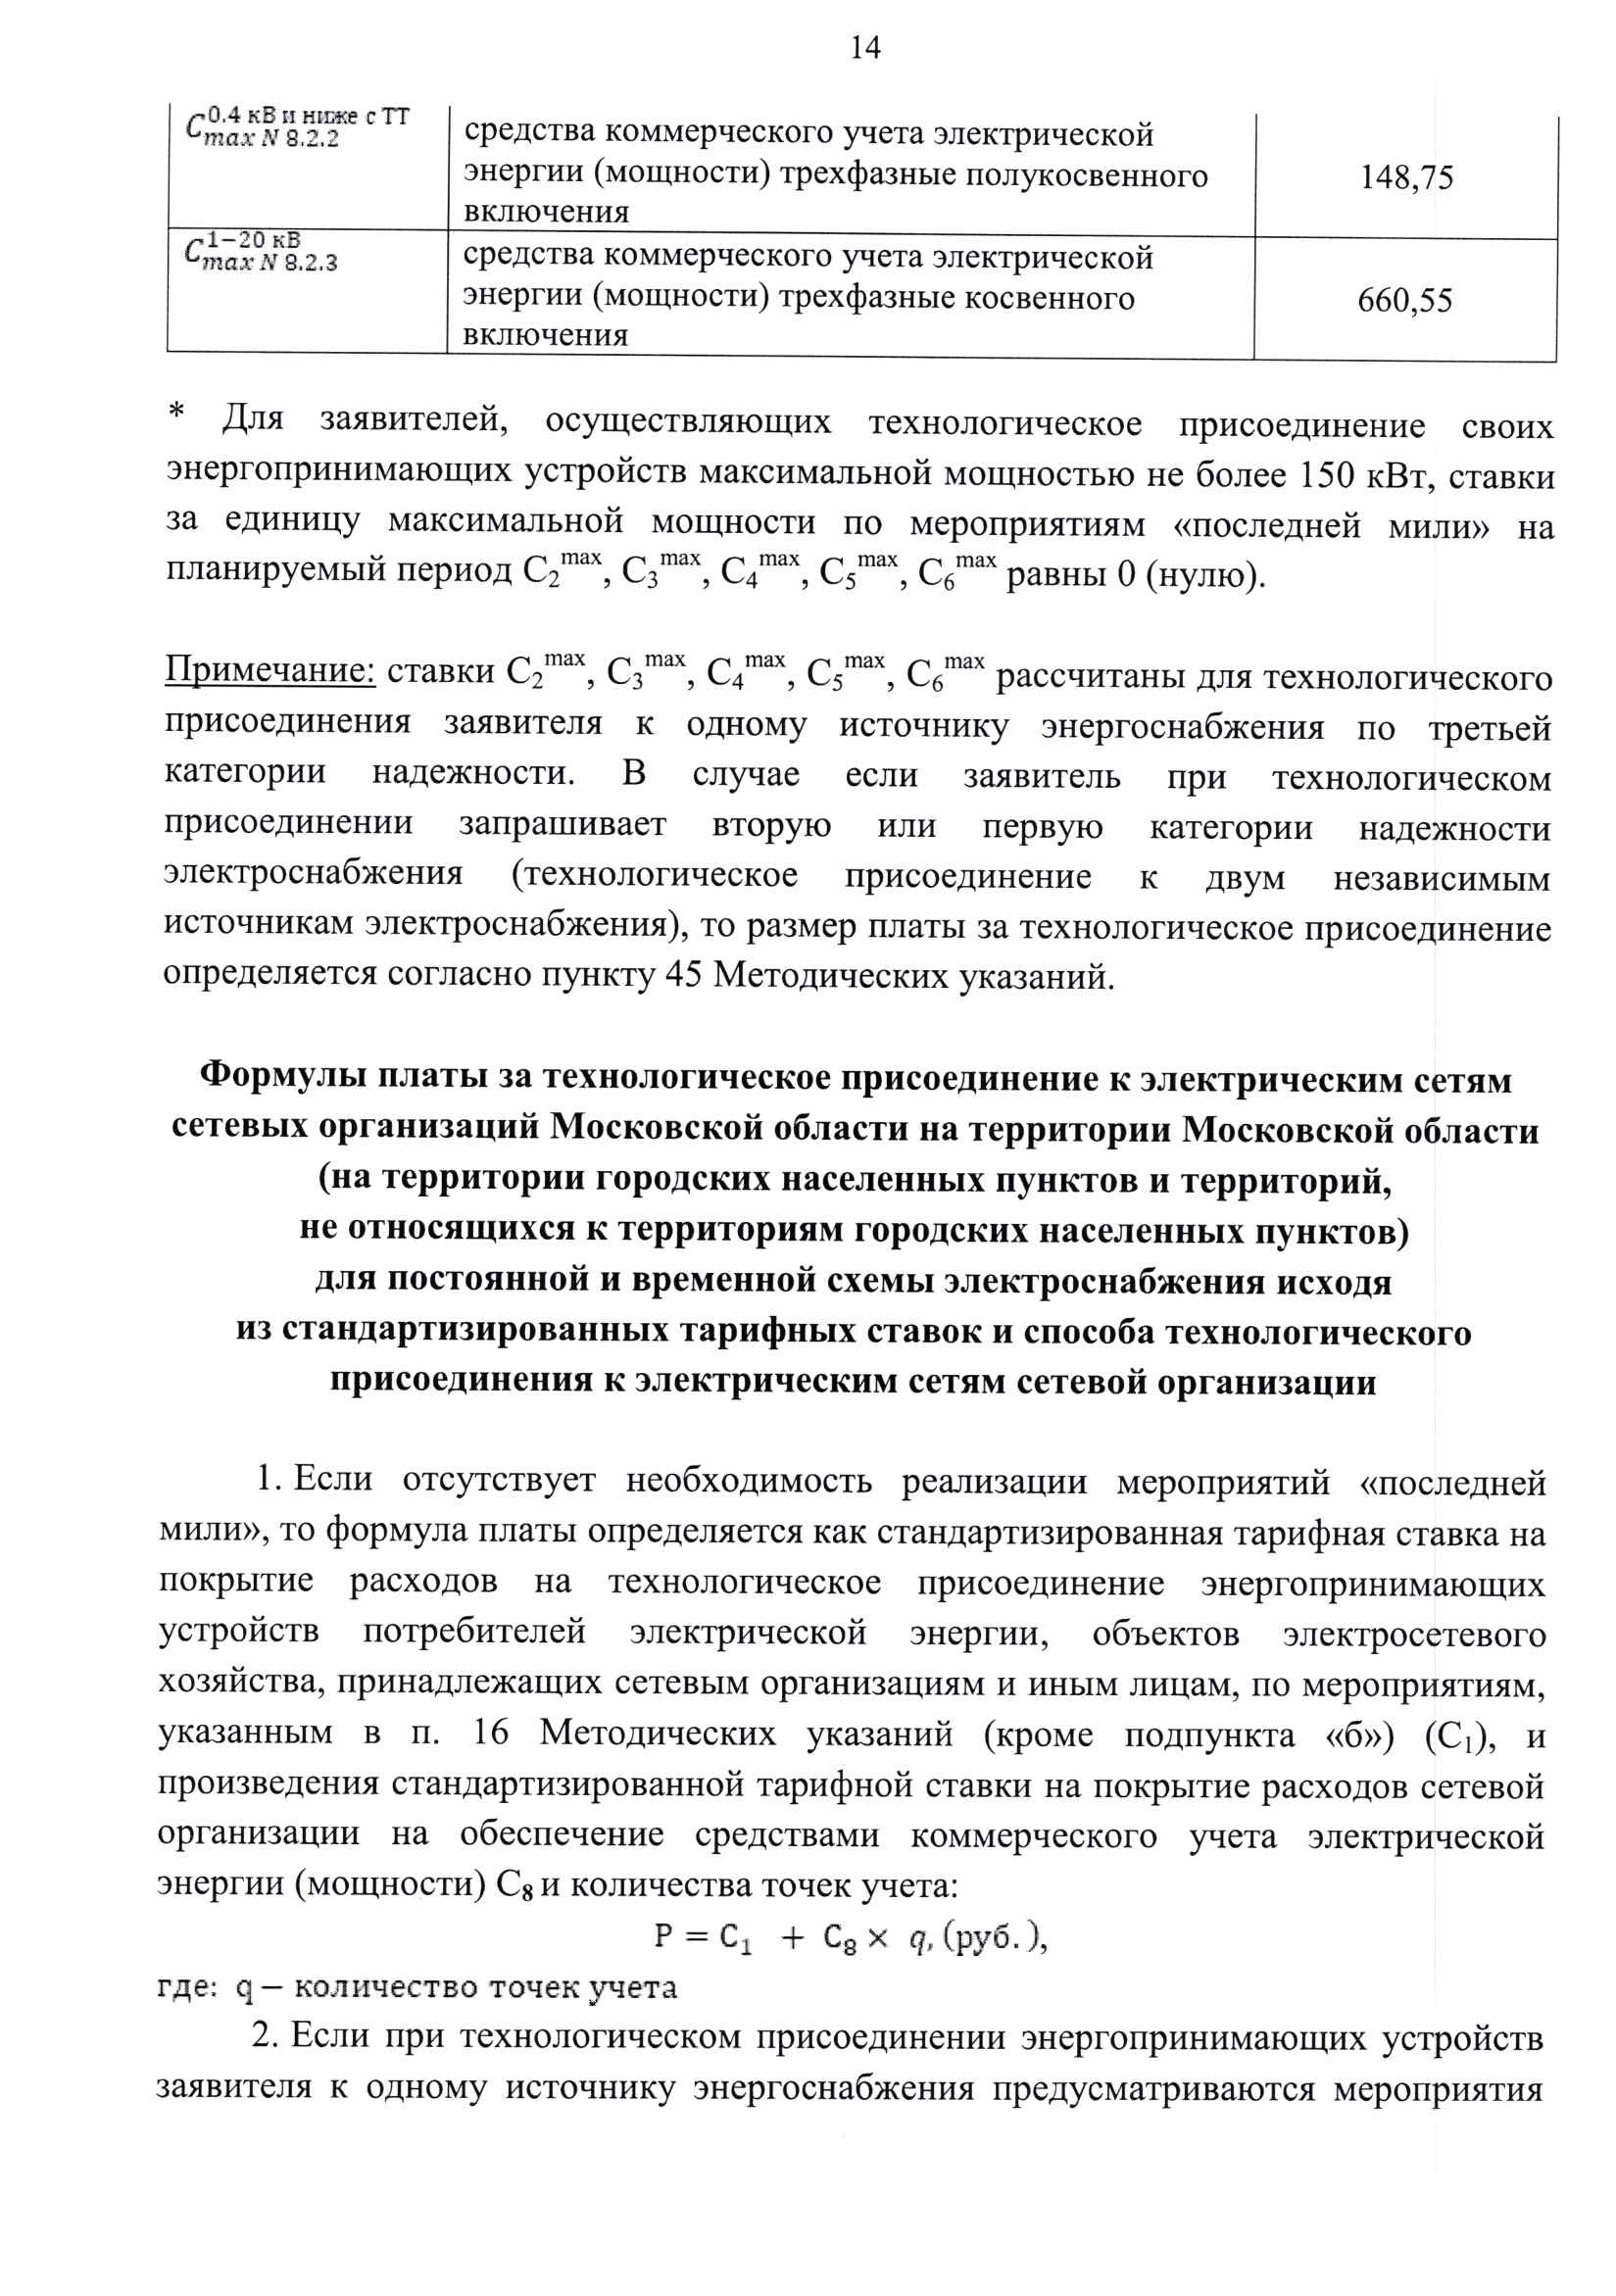 14
C 0.4 кВ и ниже с ТТ max N 8.2.2
средства коммерческого учета электрической
энергии (мощности) трехфазные полукосвенного
включения
148,75
C 1−20 кВ max N 8.2.3
средства коммерческого учета электрической
энергии (мощности) трехфазные косвенного
включения
660,55
* Для заявителей, осуществляющих технологическое присоединение своих
энергопринимающих устройств максимальной мощностью не более 150 кВт, ставки
за единицу максимальной мощности по мероприятиям «последней мили» на
планируемый период C₂ᵐᵃˣ, C₃ᵐᵃˣ, C₄ᵐᵃˣ, C₅ᵐᵃˣ, C₆ᵐᵃˣ равны 0 (нулю).
Примечание: ставки C₂ᵐᵃˣ, C₃ᵐᵃˣ, C₄ᵐᵃˣ, C₅ᵐᵃˣ, C₆ᵐᵃˣ рассчитаны для технологического
присоединения заявителя к одному источнику энергоснабжения по третьей
категории надежности. В случае если заявитель при технологическом
присоединении запрашивает вторую или первую категории надежности
электроснабжения (технологическое присоединение к двум независимым
источникам электроснабжения), то размер платы за технологическое присоединение
определяется согласно пункту 45 Методических указаний.
Формулы платы за технологическое присоединение к электрическим сетям
сетевых организаций Московской области на территории Московской области
(на территории городских населенных пунктов и территорий,
не относящихся к территориям городских населенных пунктов)
для постоянной и временной схемы электроснабжения исходя
из стандартизированных тарифных ставок и способа технологического
присоединения к электрическим сетям сетевой организации
1. Если отсутствует необходимость реализации мероприятий «последней
мили», то формула платы определяется как стандартизированная тарифная ставка на
покрытие расходов на технологическое присоединение энергопринимающих
устройств потребителей электрической энергии, объектов электросетевого
хозяйства, принадлежащих сетевым организациям и иным лицам, по мероприятиям,
указанным в п. 16 Методических указаний (кроме подпункта «б») (C₁), и
произведения стандартизированной тарифной ставки на покрытие расходов сетевой
организации на обеспечение средствами коммерческого учета электрической
энергии (мощности) C₈ и количества точек учета:
P = C₁ + C₈ × q, (руб.),
где: q – количество точек учета
2. Если при технологическом присоединении энергопринимающих устройств
заявителя к одному источнику энергоснабжения предусматриваются мероприятия